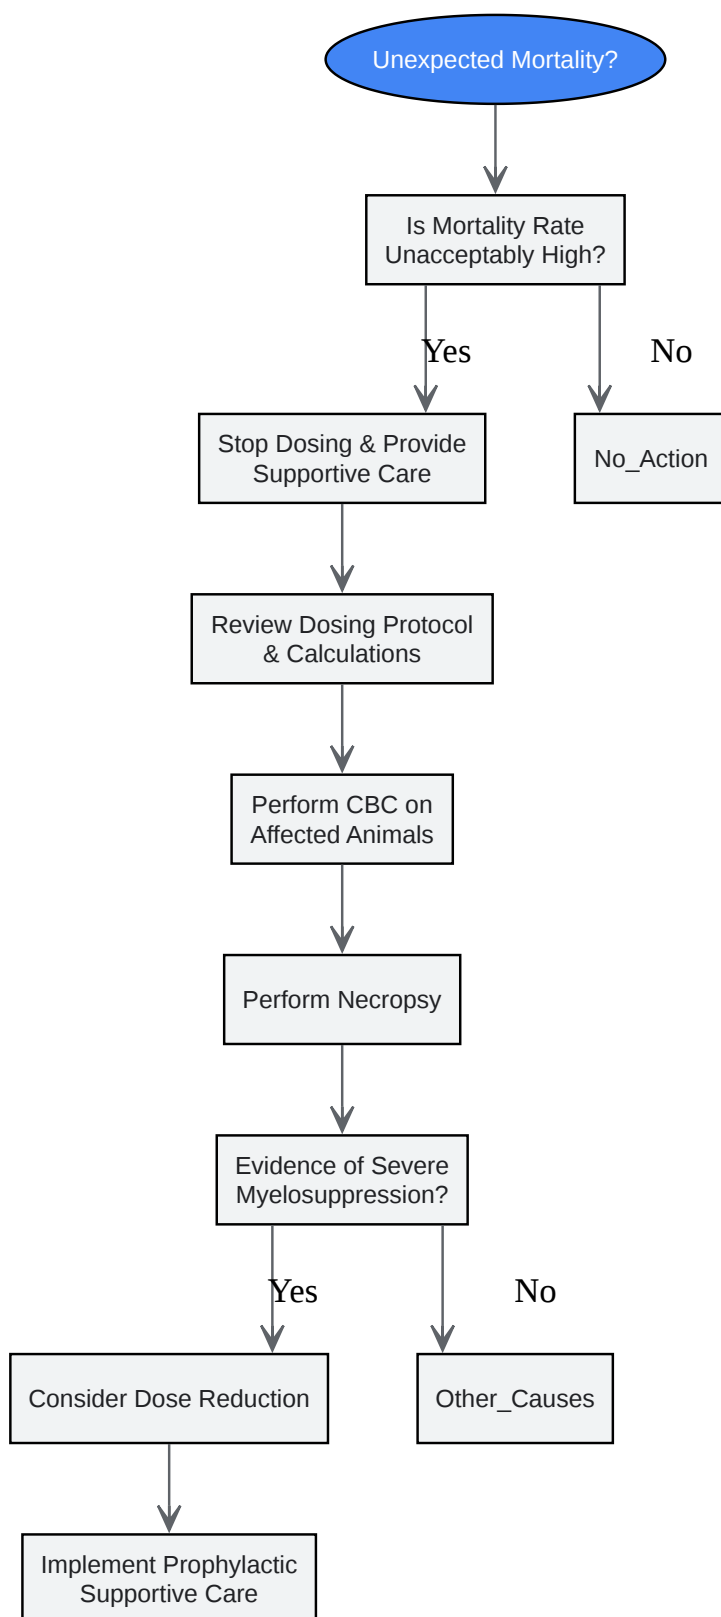 Unexpected Mortality?
Is Mortality Rate
Unacceptably High?
Yes
No
Stop Dosing & Provide
Supportive Care
No_Action
Review Dosing Protocol
& Calculations
Perform CBC on
Affected Animals
Perform Necropsy
Evidence of Severe
Myelosuppression?
Yes
No
Consider Dose Reduction
Other_Causes
Implement Prophylactic
Supportive Care